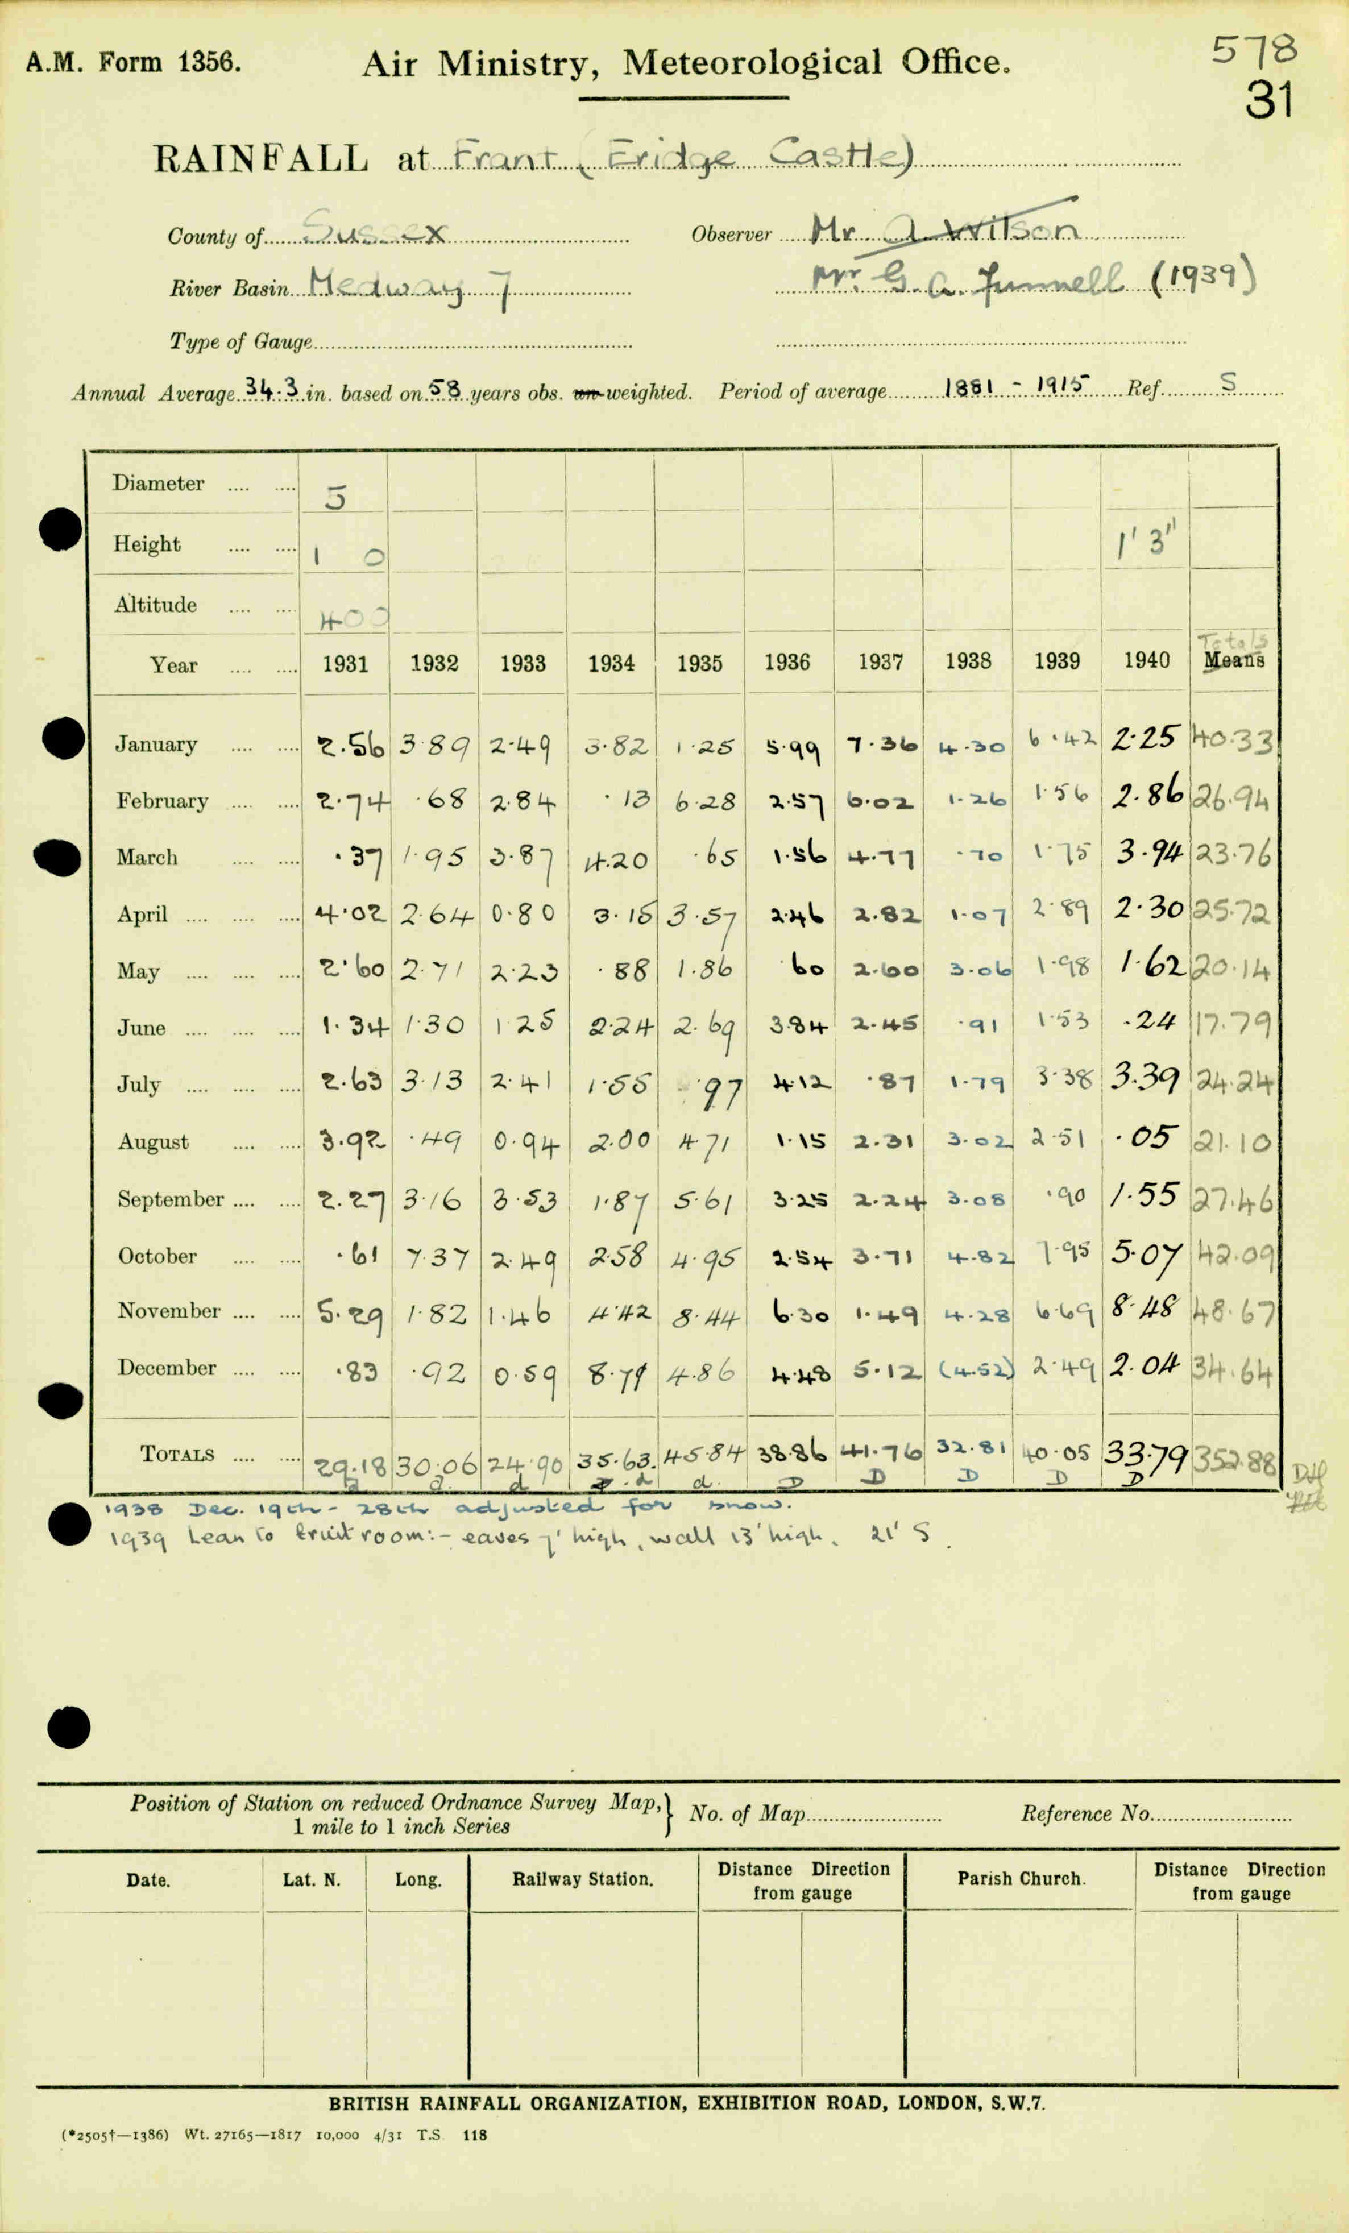 A.M. Form 1356.
Air Ministry, Meteorological Office.
578
31
RAINFALL at Frant (Eridge Castle)
County of Sussex Observer Mr. A. Wilson
River Basin Medway 7 Mr. G. A. Funnell (1939)
Type of Gauge
Annual Average 34.3 in. based on 58 years obs. un-weighted. Period of average 1881 - 1915 Ref. S
Diameter 5
Height 1 0 1' 3"
Altitude 400
Totals
Year 1931 1932 1933 1934 1935 1936 1937 1938 1939 1940 Means
January 2.56 3.89 2.49 3.82 1.25 5.99 7.36 4.30 6.42 2.25 40.33
February 2.74 .68 2.84 .13 6.28 2.57 6.02 1.26 1.56 2.86 26.94
March .37 1.95 3.87 4.20 .65 1.56 4.77 .70 1.75 3.94 23.76
April 4.02 2.64 0.80 3.15 3.57 2.46 2.82 1.07 2.89 2.30 25.72
May 2.60 2.71 2.23 .88 1.86 60 2.60 3.06 1.98 1.62 20.14
June 1.34 1.30 1 25 2.24 2.69 3.84 2.45 .91 1.53 .24 17.79
July 2.63 3.13 2.41 1.55 .97 4.12 .87 1.79 3.38 3.39 24.24
August 3.92 .49 0.94 2.00 4.71 1.15 2.31 3.02 2.51 .05 21.10
September 2.27 3.16 3.53 1.87 5.61 3.25 2.24 3.08 .90 1.55 27.46
October .61 7.37 2.49 2.58 4.95 2.54 3.71 4.82 7.95 5.07 42.09
November 5.29 1.82 1.46 4.42 8.44 6.30 1.49 4.28 6.69 8.48 48.67
December .83 .92 0.59 8.79 4.86 4.48 5.12 (4.52) 2.49 2.04 34.64
TOTALS 29.18 30.06 24.90 35.63 45.84 38.86 41.76 32.81 40.05 33.79 352.88
d d d d D D D D D
1938 Dec. 19th - 28th adjusted for snow.
1939 Lean to fruit room:- eaves 7' high, wall 13' high, 21' S.
Position of Station on reduced Ordnance Survey Map, 1 mile to 1 inch Series } No. of Map Reference No.
Date. Lat. N. Long. Railway Station. Distance Direction from gauge Parish Church. Distance Direction from gauge
BRITISH RAINFALL ORGANIZATION, EXHIBITION ROAD, LONDON, S.W.7.
(*2505†—1386) Wt. 27165—1817 10,000 4/31 T.S. 118